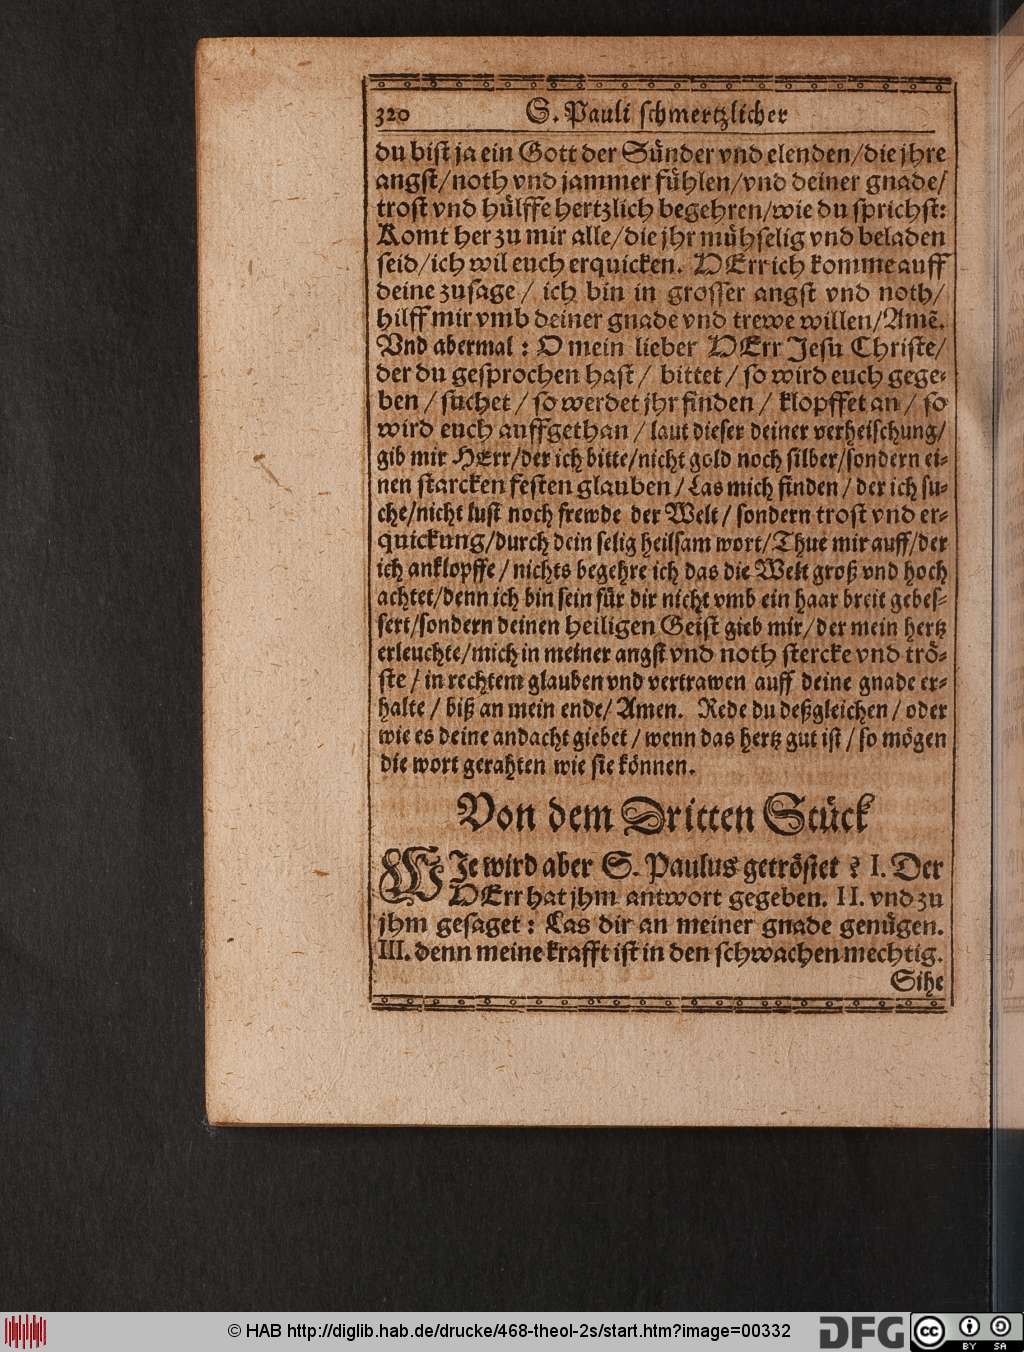 320 S. Pauli schmertzlicher
du bist ja ein Gott der Sünder vnd elenden/die jhre
angst/noth vnd jammer fühlen/vnd deiner gnade/
trost vnd hülffe hertzlich begehren/wie du sprichst:
Komt her zu mir alle/die jhr mühselig vnd beladen
seid/ich wil euch erquicken. HErr ich komme auff
deine zusage/ ich bin in grosser angst vnd noth/
hilff mir vmb deiner gnade vnd trewe willen/Amẽ.
Vnd abermal: O mein lieber HErr Jesu Christe/
der du gesprochen hast/ bittet/ so wird euch gege-
ben/ suchet/ so werdet jhr finden/ klopffet an/ so
wird euch auffgethan/ laut dieser deiner verheischung/
gib mir HErr/der ich bitte/nicht gold noch silber/sondern ei-
nen starcken festen glauben/ Las mich finden/ der ich su-
che/nicht lust noch frewde der Welt/ sondern trost vnd er-
quickung/durch dein selig heilsam wort/Thue mir auff/der
ich anklopffe/nichts begehre ich das die Welt groß vnd hoch
achtet/denn ich bin sein für dir nicht vmb ein haar breit gebes-
sert/sondern deinen heiligen Geist gieb mir/der mein hertz
erleuchte/mich in meiner angst vnd noth stercke vnd trö-
ste/ in rechtem glauben vnd vertrawen auff deine gnade er-
halte/ biß an mein ende/ Amen. Rede du deßgleichen/ oder
wie es deine andacht giebet/ wenn das hertz gut ist/ so mögen
die wort gerahten wie sie können.
Von dem Dritten Stück
WJe wird aber S. Paulus getröstet? I. Der
HErr hat jhm antwort gegeben. II. vnd zu
jhm gesaget: Las dir an meiner gnade genügen.
III. denn meine krafft ist in den schwachen mechtig.
Sihe
© HAB http://diglib.hab.de/drucke/468-theol-2s/start.htm?image=00332
DFG cc BY SA